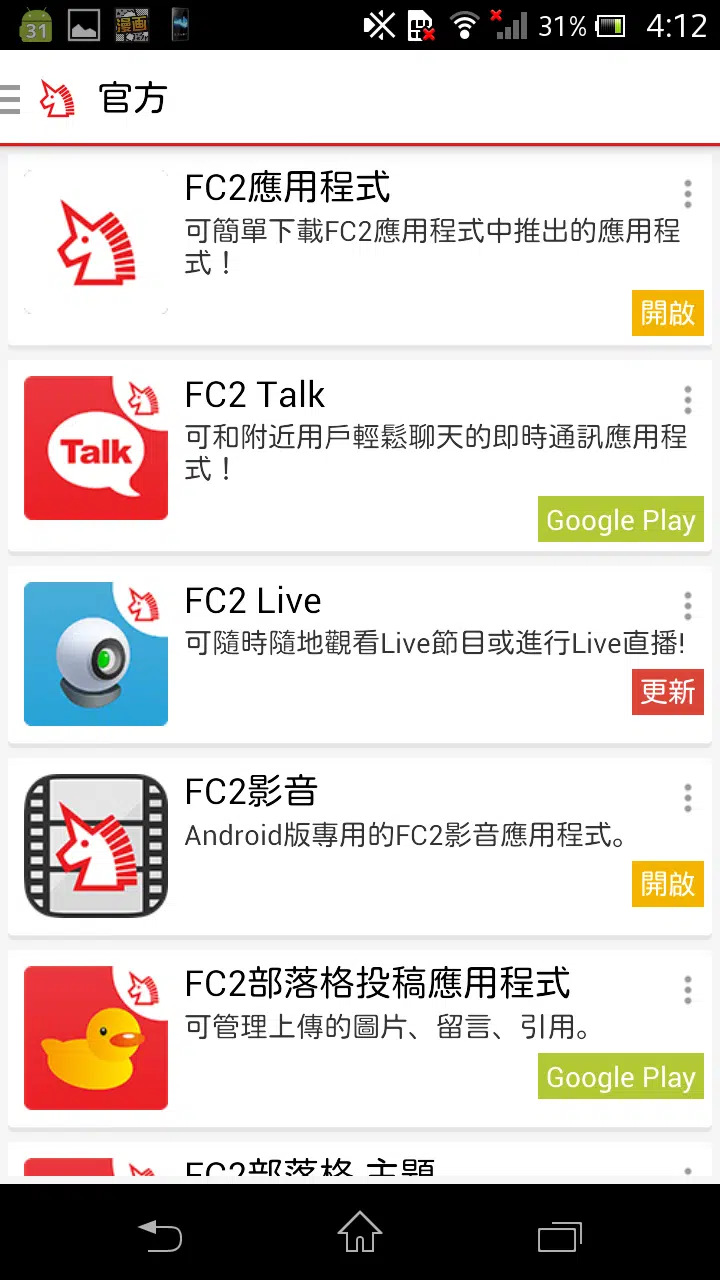 31
漫画
31% 4:12
官方
FC2應用程式
可簡單下載FC2應用程式中推出的應用程
式！
開啟
Talk
FC2 Talk
可和附近用戶輕鬆聊天的即時通訊應用程
式！
Google Play
FC2 Live
可隨時隨地觀看Live節目或進行Live直播!
更新
FC2影音
Android版專用的FC2影音應用程式。
開啟
FC2部落格投稿應用程式
可管理上傳的圖片、留言、引用。
Google Play
FC2部落格 主題